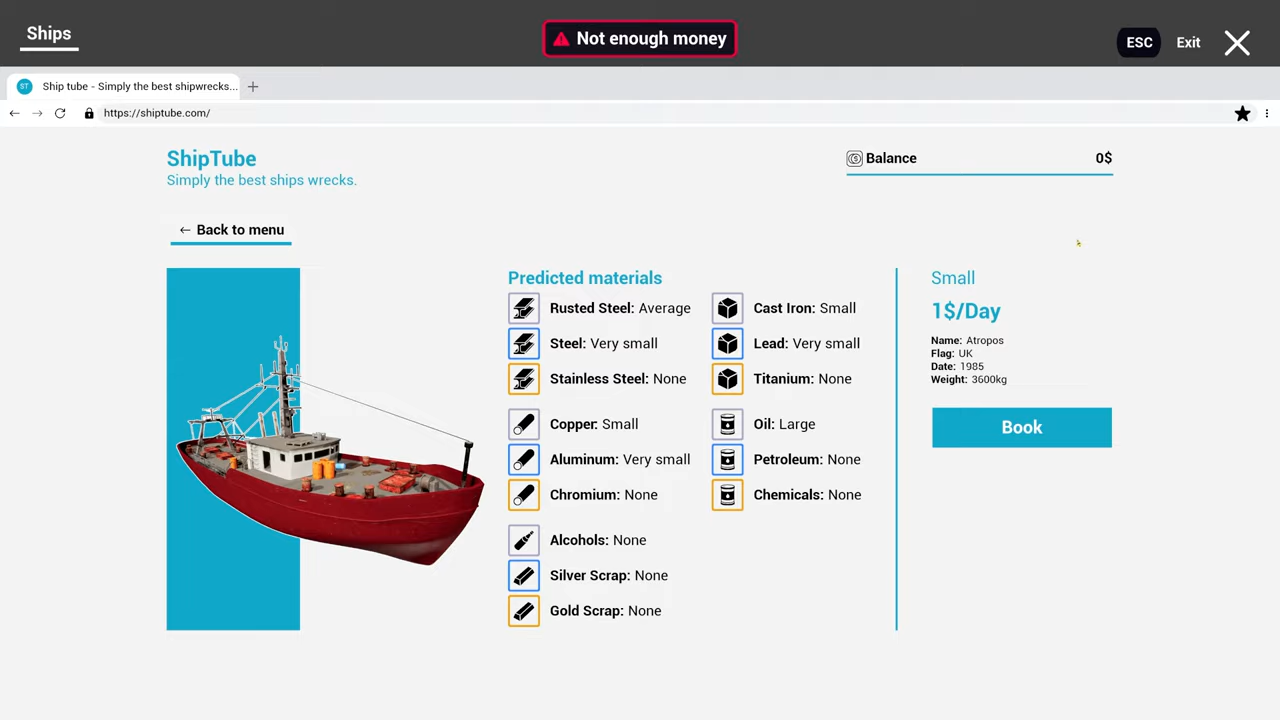 Ships
Not enough money
ESC Exit
ST Ship tube - Simply the best shipwrecks...
https://shiptube.com/
ShipTube
Simply the best ships wrecks.
Balance 0$
← Back to menu
Predicted materials
Rusted Steel: Average
Steel: Very small
Stainless Steel: None
Copper: Small
Aluminum: Very small
Chromium: None
Alcohols: None
Silver Scrap: None
Gold Scrap: None
Cast Iron: Small
Lead: Very small
Titanium: None
Oil: Large
Petroleum: None
Chemicals: None
Small
1$/Day
Name: Atropos
Flag: UK
Date: 1985
Weight: 3600kg
Book